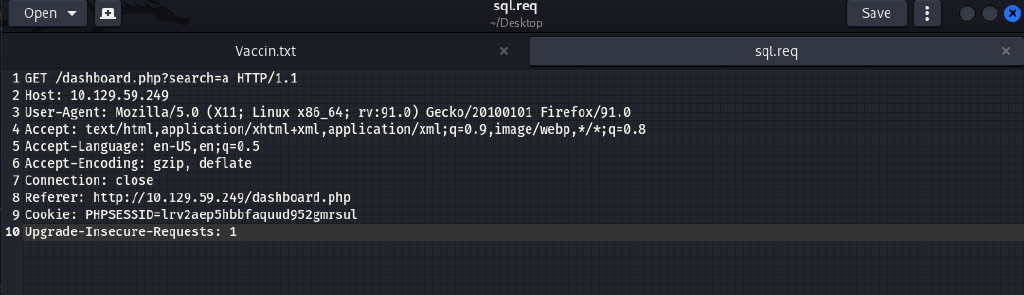 Open
sql.req
~/Desktop
Save
Vaccin.txt
sql.req
1 GET /dashboard.php?search=a HTTP/1.1
2 Host: 10.129.59.249
3 User-Agent: Mozilla/5.0 (X11; Linux x86_64; rv:91.0) Gecko/20100101 Firefox/91.0
4 Accept: text/html,application/xhtml+xml,application/xml;q=0.9,image/webp,*/*;q=0.8
5 Accept-Language: en-US,en;q=0.5
6 Accept-Encoding: gzip, deflate
7 Connection: close
8 Referer: http://10.129.59.249/dashboard.php
9 Cookie: PHPSESSID=lrv2aep5hbbfaquud952gmrsul
10 Upgrade-Insecure-Requests: 1